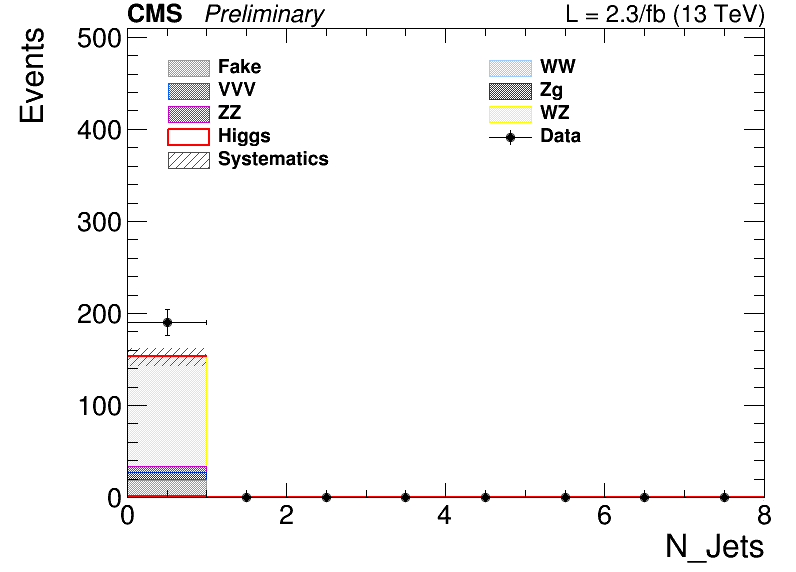 CMS Preliminary L = 2.3/fb (13 TeV)
Events
500
400
300
200
100
0
Fake WW
VVV Zg
ZZ WZ
Higgs Data
Systematics
0 2 4 6 8
N_Jets